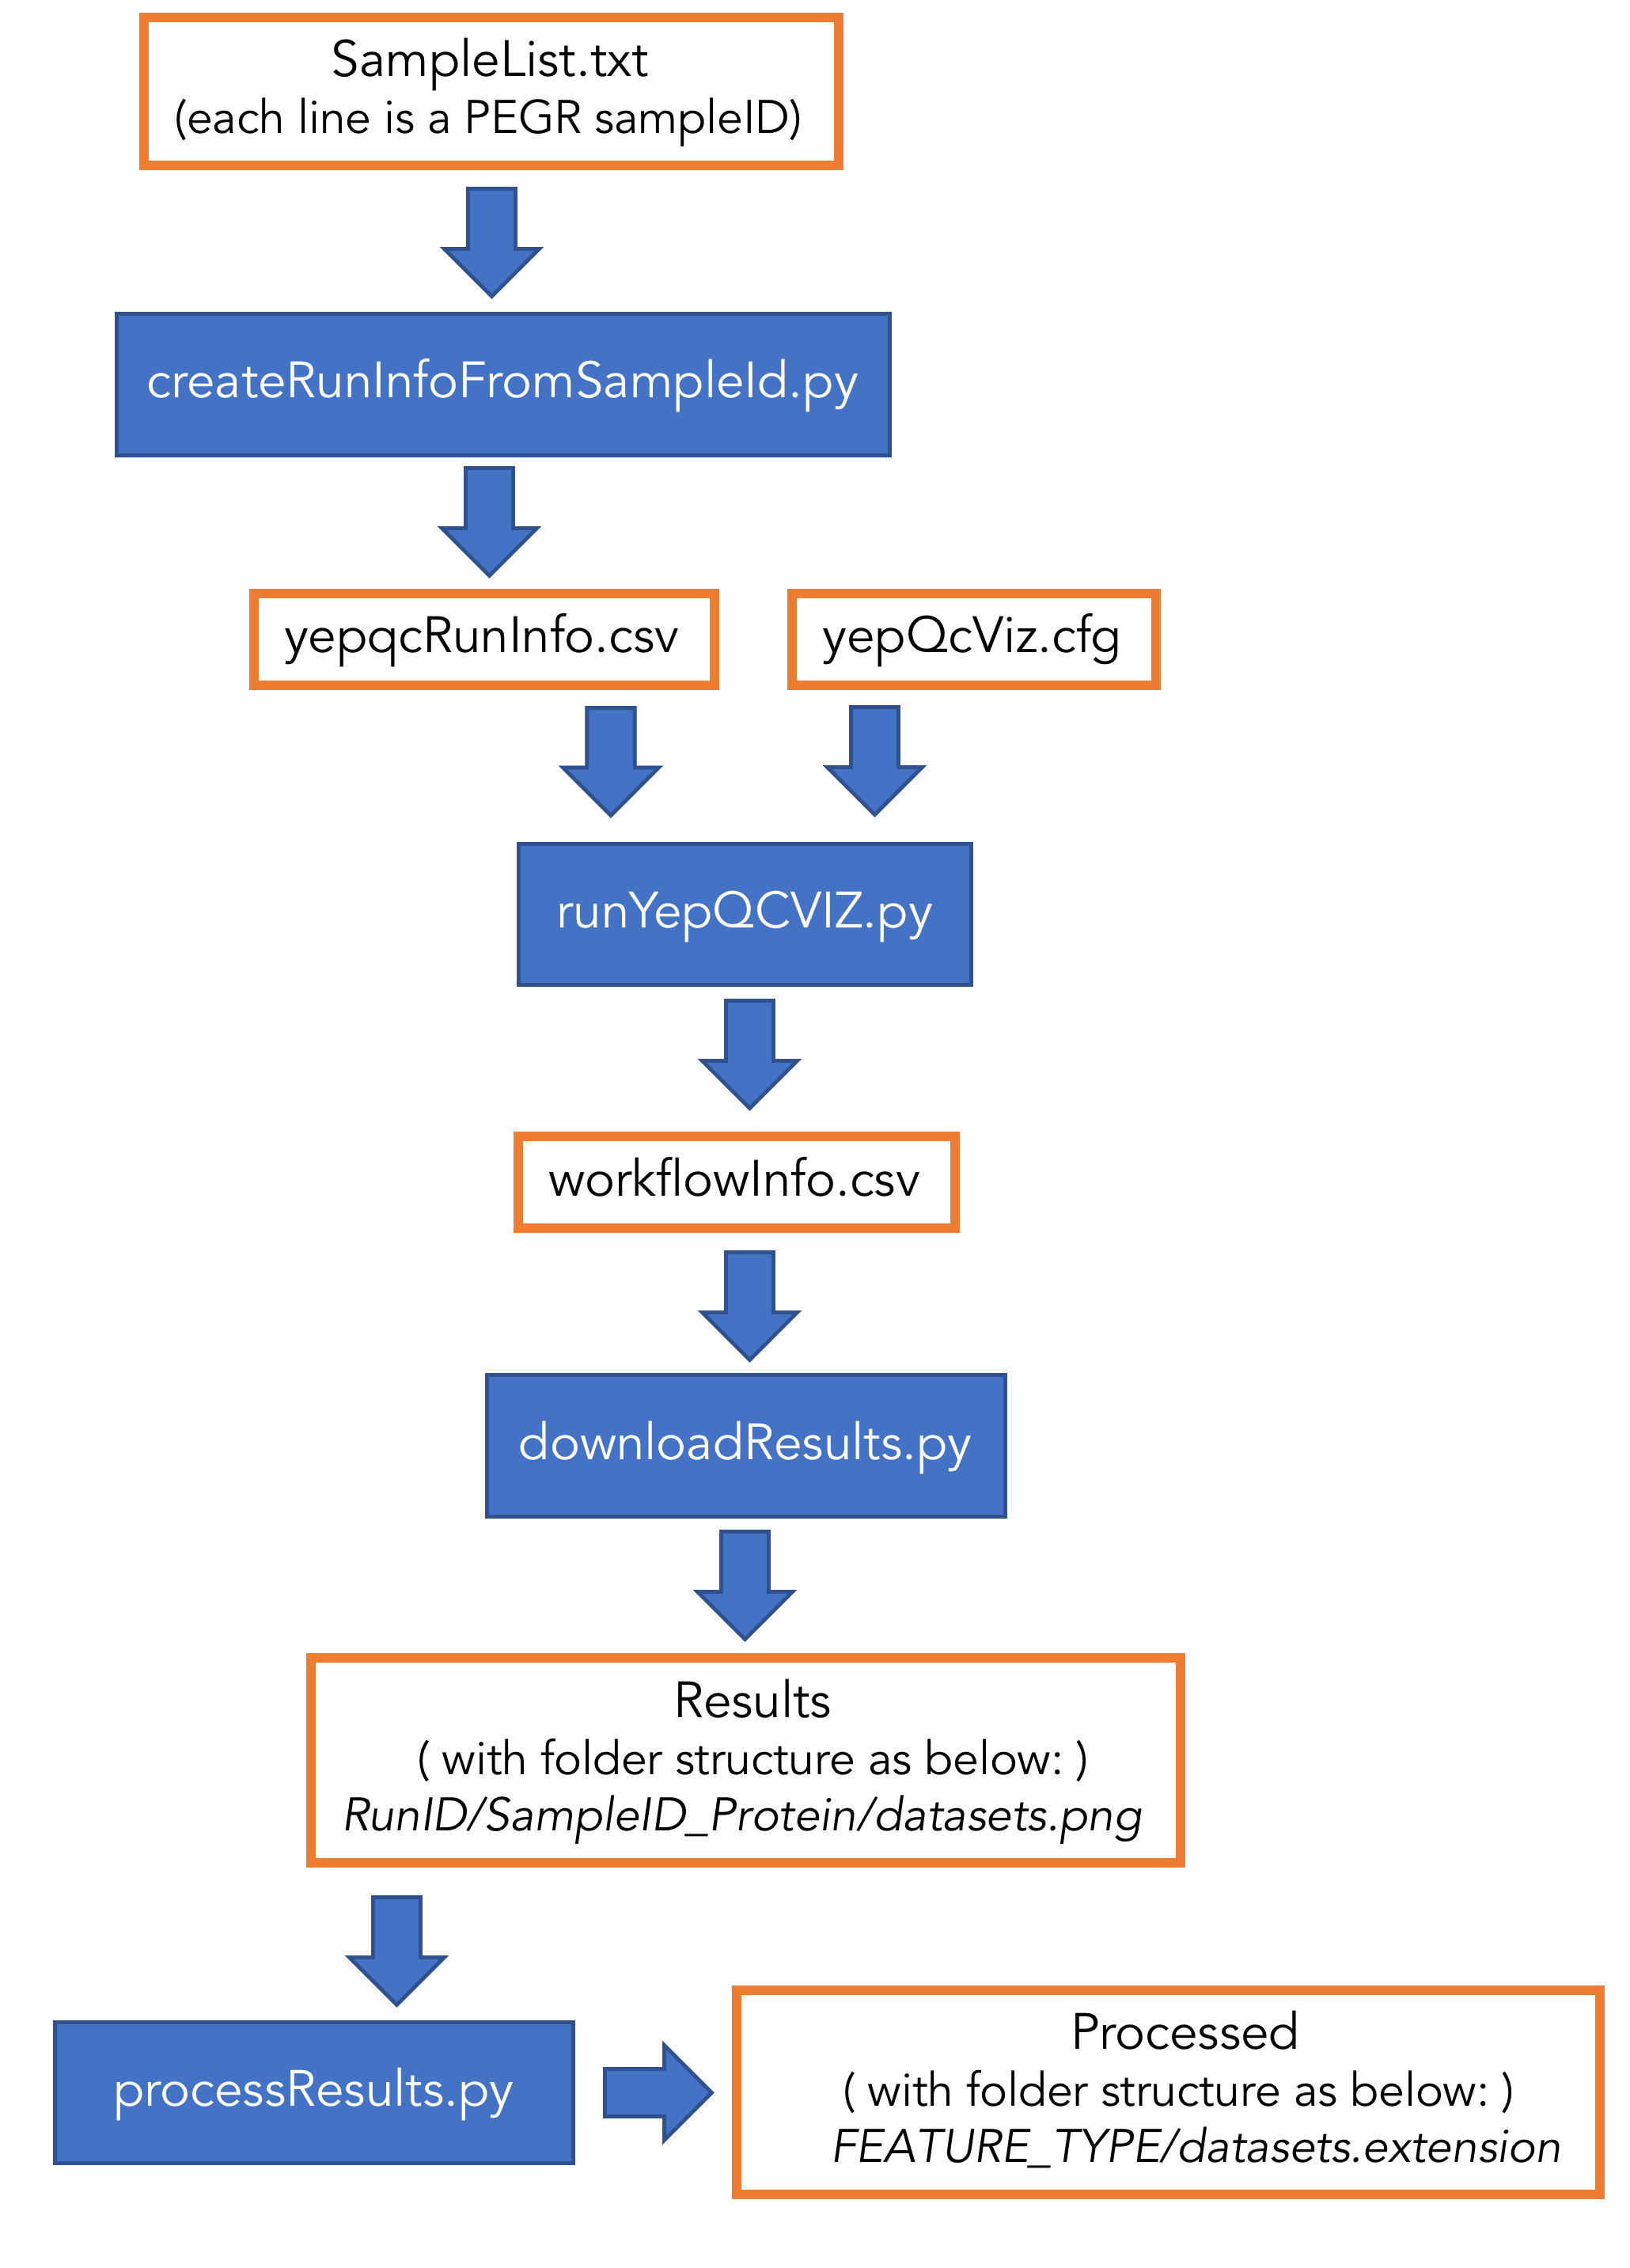 SampleList.txt
(each line is a PEGR sampleID)
createRunInfoFromSampleId.py
yepqcRunInfo.csv
yepQcViz.cfg
runYepQCVIZ.py
workflowInfo.csv
downloadResults.py
Results
( with folder structure as below: )
RunID/SampleID_Protein/datasets.png
processResults.py
Processed
( with folder structure as below: )
FEATURE_TYPE/datasets.extension